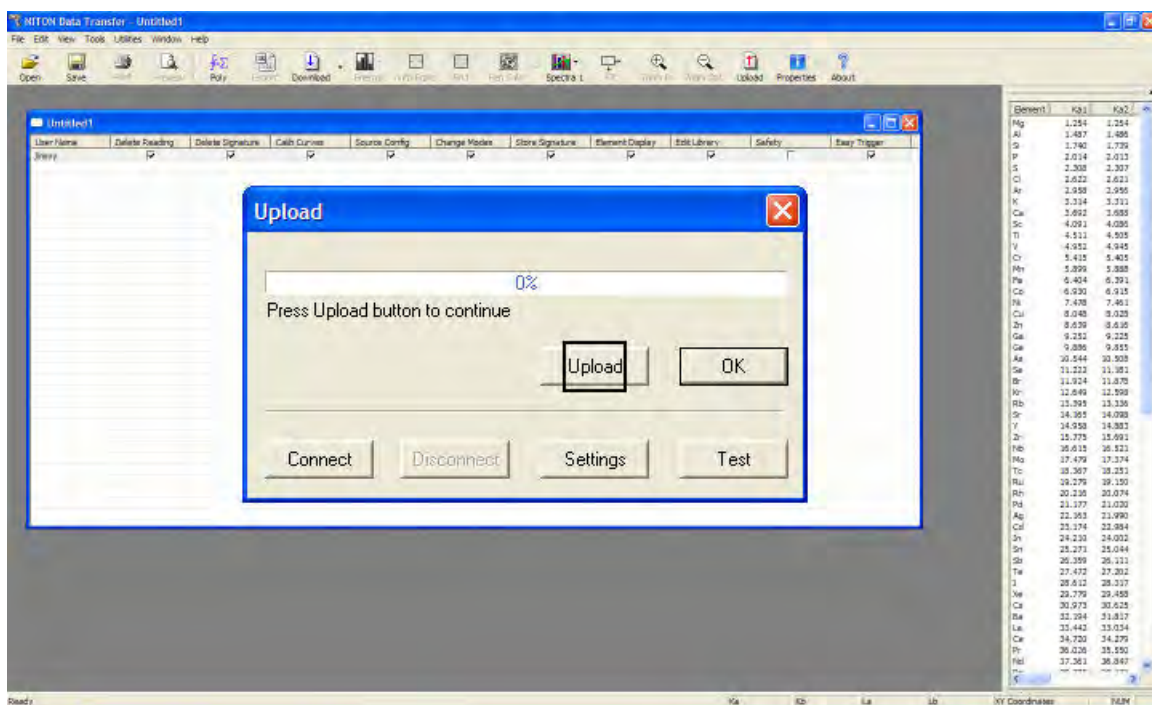 NITON Data Transfer - Untitled1
File Edit View Tools Utilities Window Help
Open Save Print Poly Download Spectra 1 Upload Properties About
Untitled1
User Name Delete Reading Delete Signature Calib Curves Source Config Change Modes Store Signature Element Display Edit Library Safety Easy Trigger
Upload
0%
Press Upload button to continue
Upload OK
Connect Disconnect Settings Test
Element Ka1 Ka2
Mg 1.254 1.254
Al 1.487 1.486
Si 1.740 1.739
P 2.014 2.013
S 2.308 2.307
Cl 2.622 2.621
Ar 2.958 2.956
K 3.314 3.311
Ca 3.692 3.688
Sc 4.091 4.086
Ti 4.511 4.505
V 4.952 4.945
Cr 5.415 5.405
Mn 5.899 5.888
Fe 6.404 6.391
Co 6.930 6.915
Ni 7.478 7.461
Cu 8.048 8.028
Zn 8.639 8.616
Ga 9.252 9.225
Ge 9.886 9.855
As 10.544 10.508
Se 11.222 11.181
Br 11.924 11.878
Kr 12.649 12.598
Rb 13.395 13.336
Sr 14.165 14.098
Y 14.958 14.883
Zr 15.775 15.691
Nb 16.615 16.521
Mo 17.479 17.374
Tc 18.367 18.251
Ru 19.279 19.150
Rh 20.216 20.074
Pd 21.177 21.020
Ag 22.163 21.990
Cd 23.174 22.984
In 24.210 24.002
Sn 25.271 25.044
Sb 26.359 26.111
Te 27.472 27.202
I 28.612 28.317
Xe 29.779 29.458
Cs 30.973 30.625
Ba 32.194 31.817
La 33.442 33.034
Ce 34.720 34.279
Pr 36.026 35.550
Nd 37.361 36.847
Ready Ka Kb La Lb XY Coordinates NUM